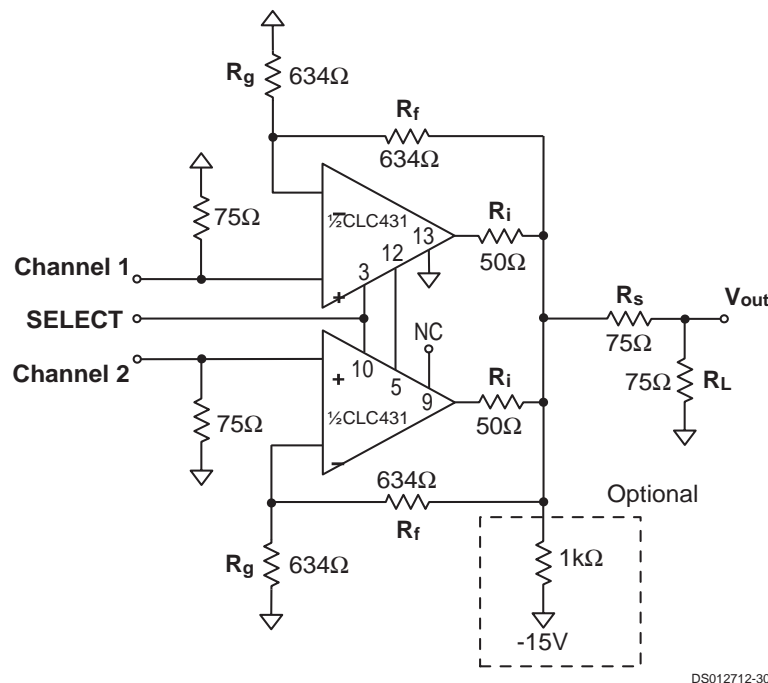 Rg 634Ω
Rf
634Ω
75Ω
½CLC431
−
13
12
Ri
50Ω
Channel 1
+
3
SELECT
Rs
75Ω
Vout
NC
Channel 2
+
10
5
9
Ri
50Ω
75Ω
RL
½CLC431
−
75Ω
634Ω
Rf
Optional
Rg 634Ω
1kΩ
-15V
DS012712-30